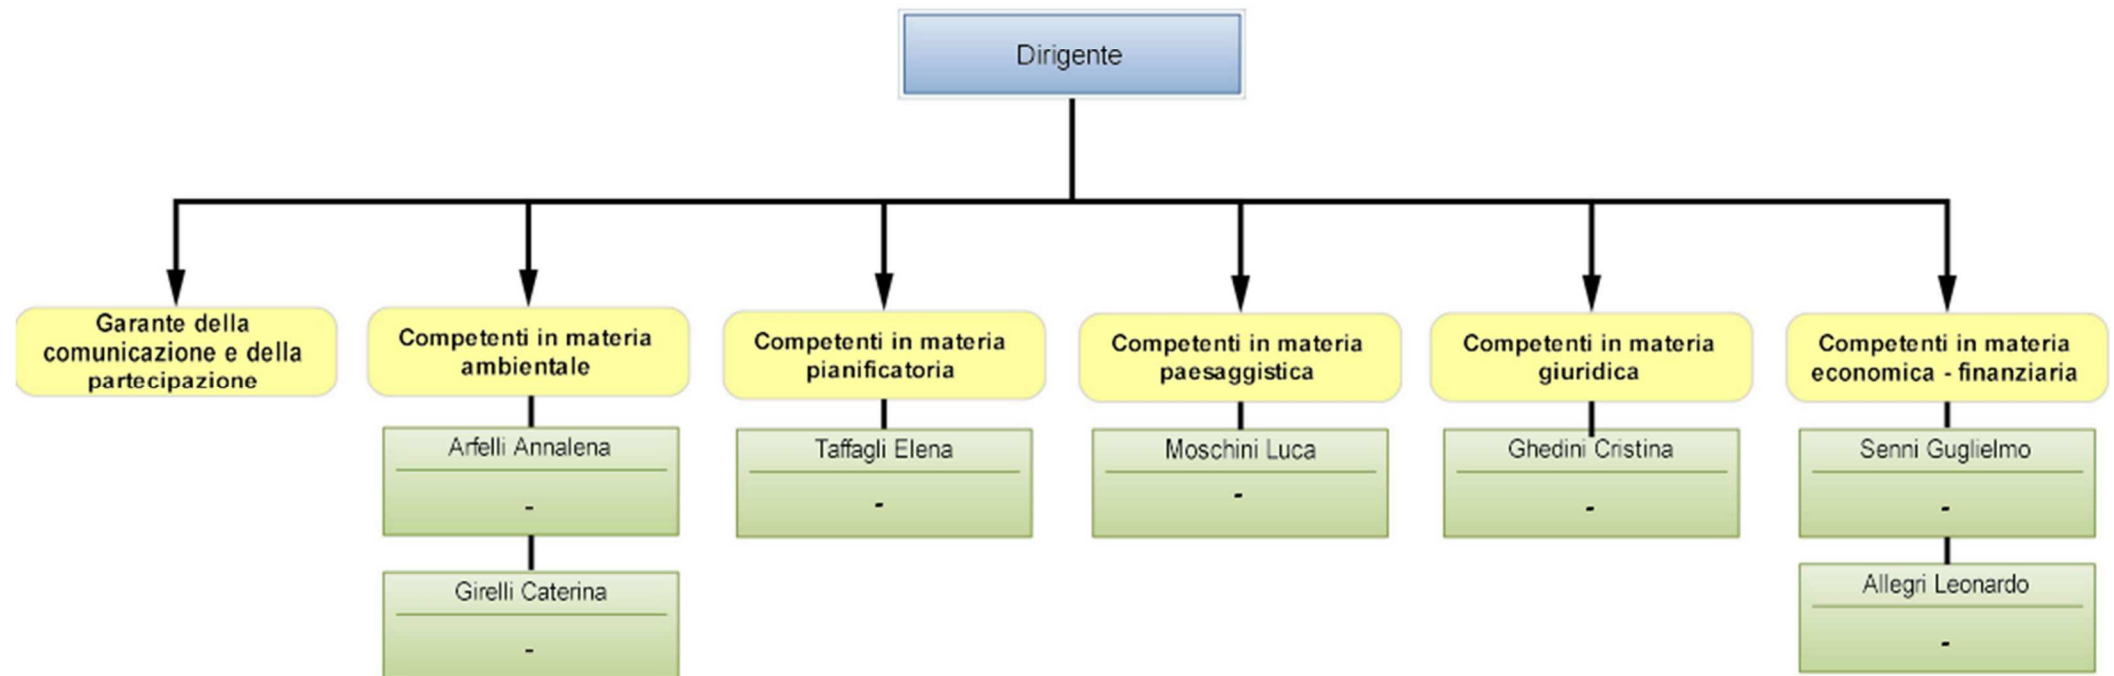 Dirigente
Garante della
comunicazione e della
partecipazione
Competenti in materia
ambientale
Competenti in materia
pianificatoria
Competenti in materia
paesaggistica
Competenti in materia
giuridica
Competenti in materia
economica - finanziaria
Arfelli Annalena
-
Girelli Caterina
-
Taffagli Elena
-
Moschini Luca
-
Ghedini Cristina
-
Senni Guglielmo
-
Allegri Leonardo
-